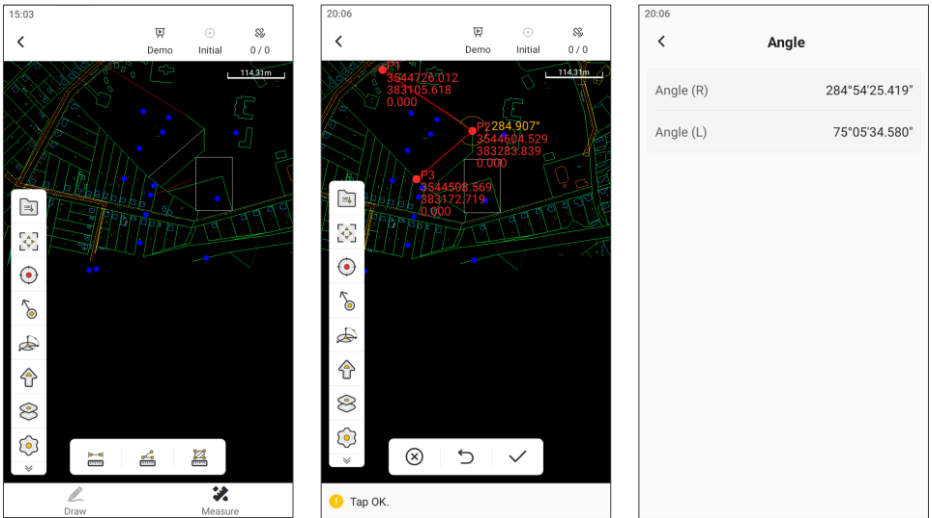 15:03
Demo
Initial
0 / 0
114.31m
Draw
Measure
20:06
Demo
Initial
0 / 0
114.31m
P1
3544726.012
383105.618
0.000
P2284.907°
3544604.529
383283.839
0.000
P3
3544508.569
383172.719
0.000
Tap OK.
20:06
Angle
Angle (R) 284°54'25.419"
Angle (L) 75°05'34.580"